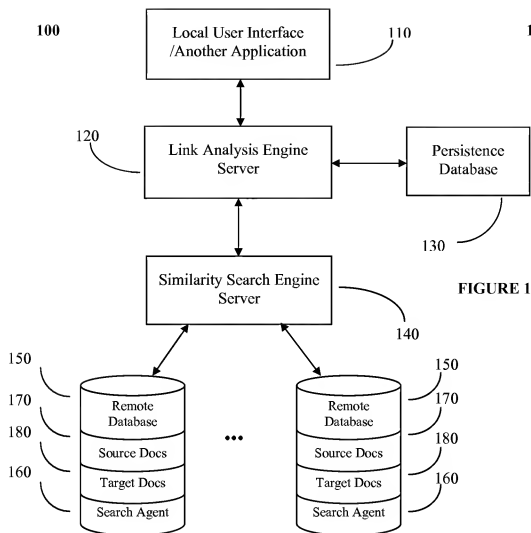 100
1
Local User Interface
/Another Application
110
120
Link Analysis Engine
Server
Persistence
Database
130
Similarity Search Engine
Server
FIGURE 1
140
150
Remote
Database
170
Source Docs
180
Target Docs
160
Search Agent
...
150
Remote
Database
170
Source Docs
180
Target Docs
160
Search Agent